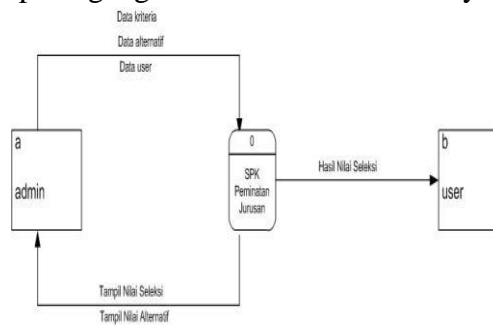 Data kriteria
Data alternatif
Data user
a
admin
0
SPK
Peminatan
Jurusan
Hasil Nilai Seleksi
b
user
Tampil Nilai Seleksi
Tampil Nilai Alternatif